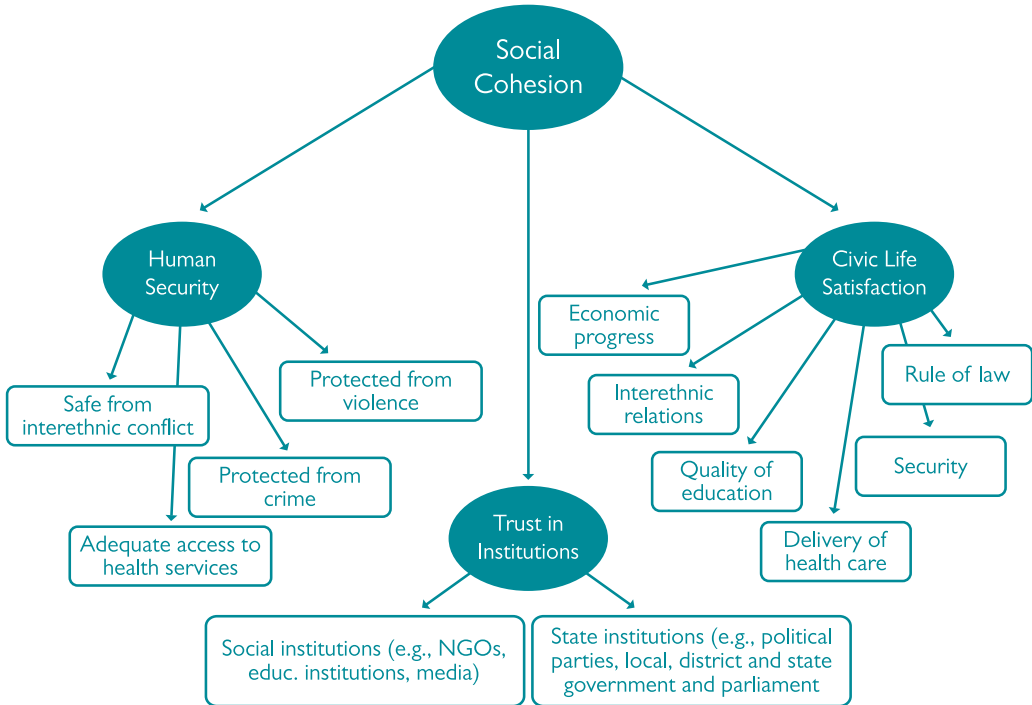 Social
Cohesion
Human
Security
Civic Life
Satisfaction
Economic
progress
Rule of law
Protected from
violence
Interethnic
relations
Safe from
interethnic conflict
Security
Quality of
education
Protected from
crime
Trust in
Institutions
Delivery of
health care
Adequate access to
health services
Social institutions (e.g., NGOs,
educ. institutions, media)
State institutions (e.g., political
parties, local, district and state
government and parliament